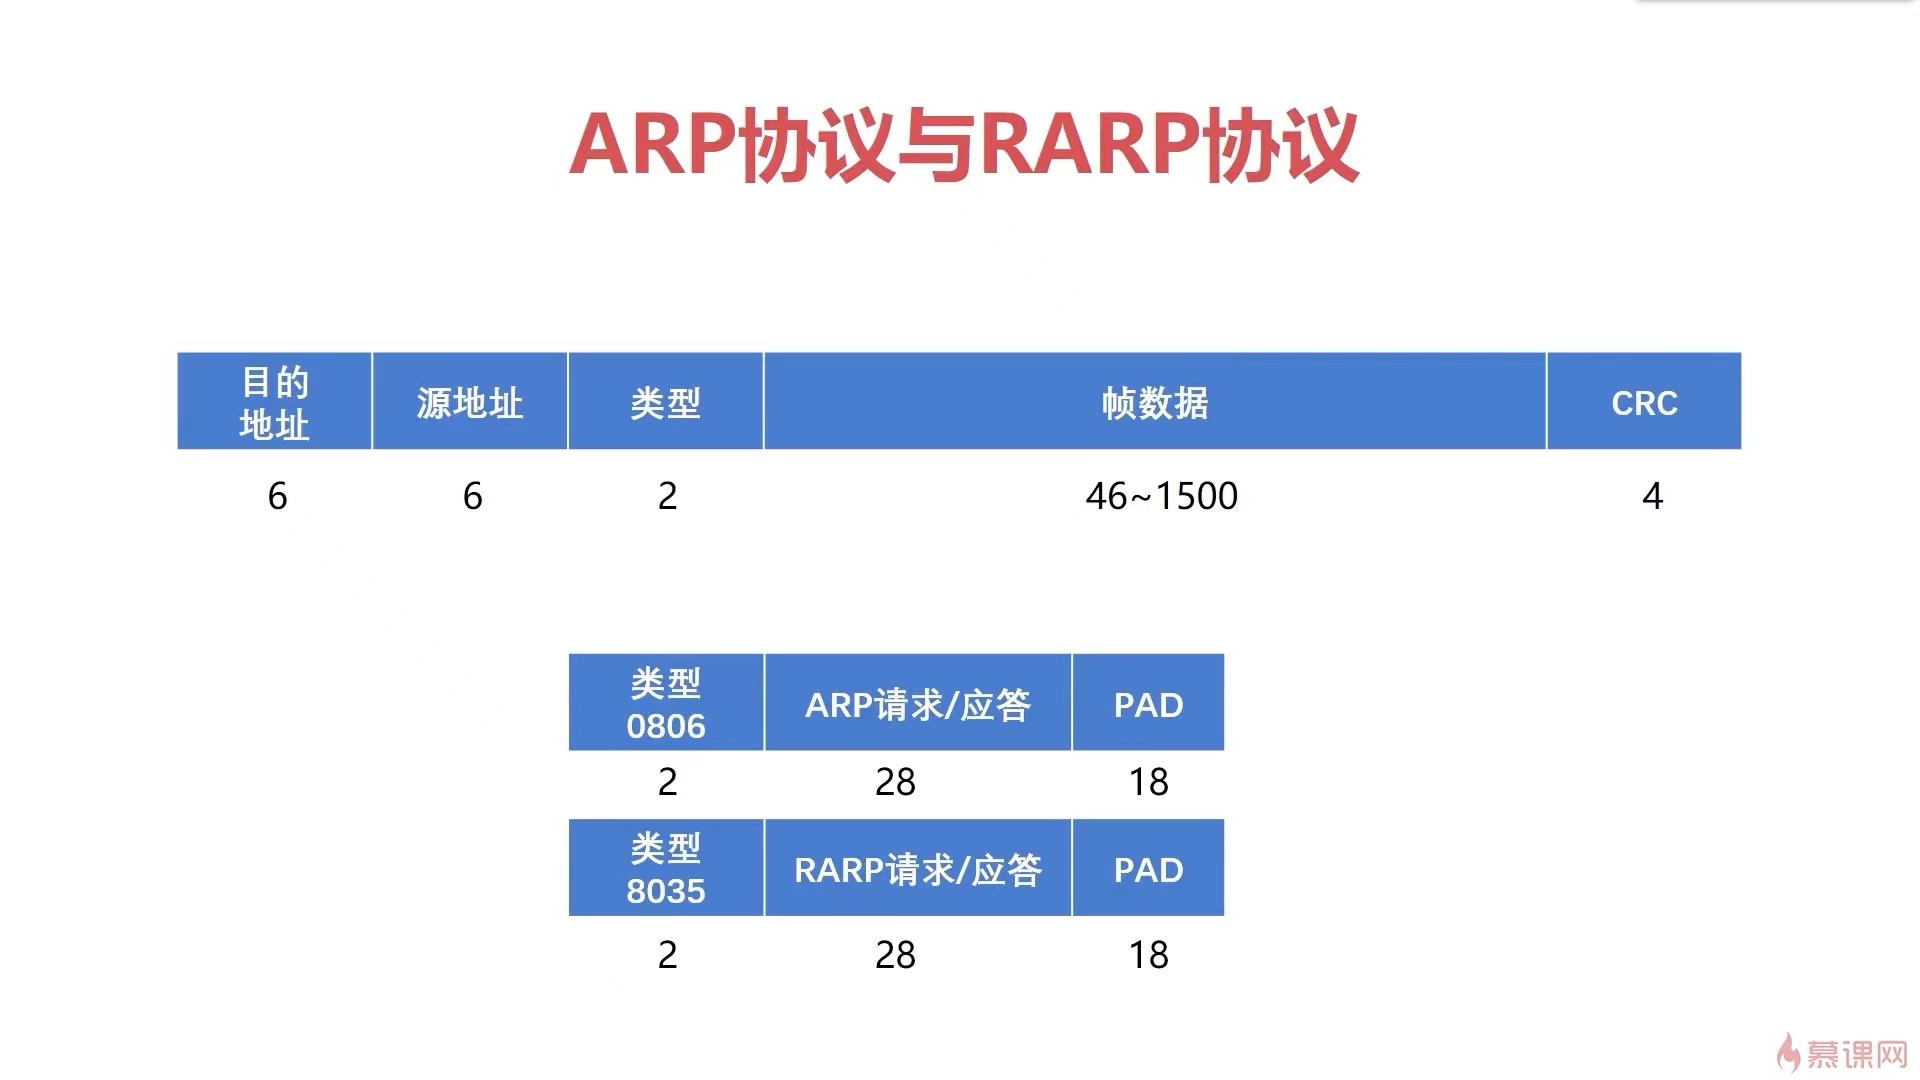 ARP协议与RARP协议
目的
地址
源地址
类型
帧数据
CRC
6
6
2
46~1500
4
类型
0806
ARP请求/应答
PAD
2
28
18
类型
8035
RARP请求/应答
PAD
2
28
18
慕课网